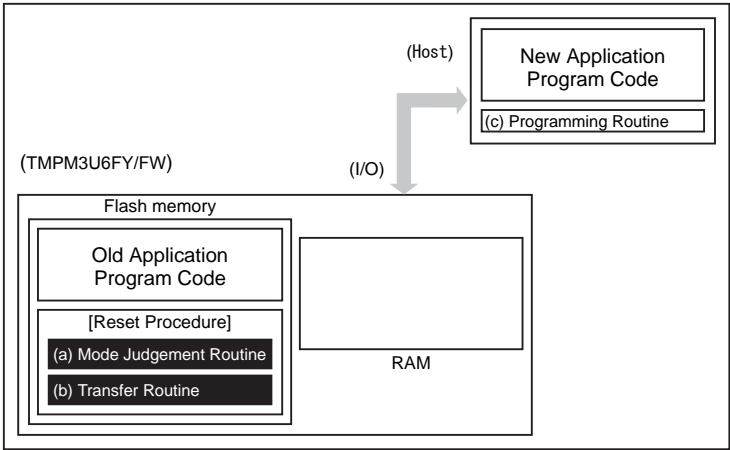 (Host)
New Application
Program Code
(c) Programming Routine
(TMPM3U6FY/FW)
(I/O)
Flash memory
Old Application
Program Code
[Reset Procedure]
(a) Mode Judgement Routine
(b) Transfer Routine
RAM